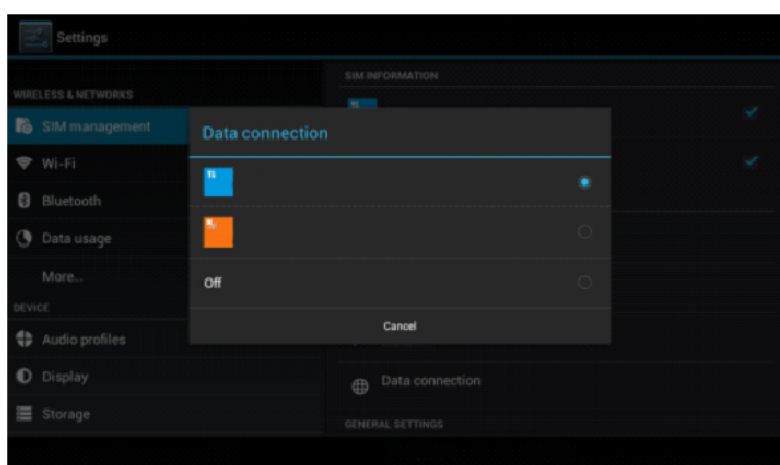 Settings
WIRELESS & NETWORKS
SIM management
Wi-Fi
Bluetooth
Data usage
More...
DEVICE
Audio profiles
Display
Storage
SIM INFORMATION
Data connection
Off
Cancel
Data connection
GENERAL SETTINGS